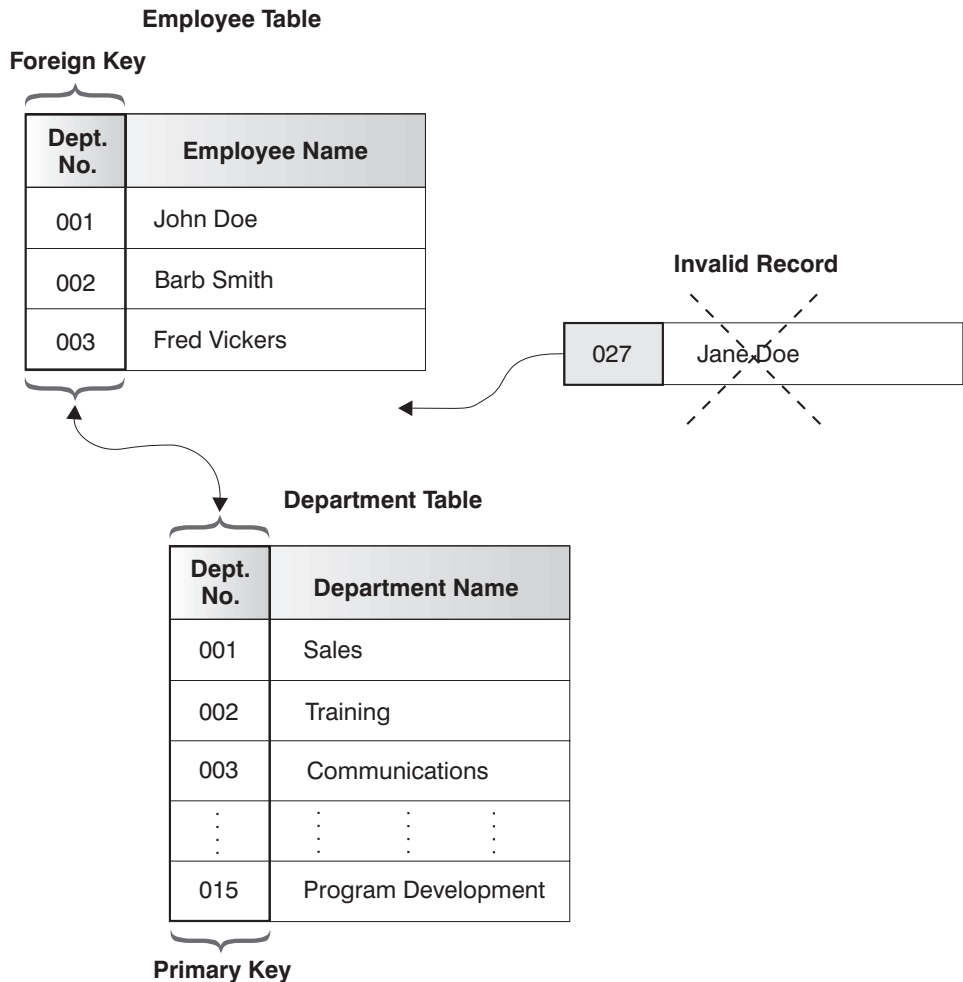 Employee Table
Foreign Key
Dept.
No.
Employee Name
001
John Doe
002
Barb Smith
003
Fred Vickers
Invalid Record
027
Jane Doe
Department Table
Dept.
No.
Department Name
001
Sales
002
Training
003
Communications
015
Program Development
Primary Key